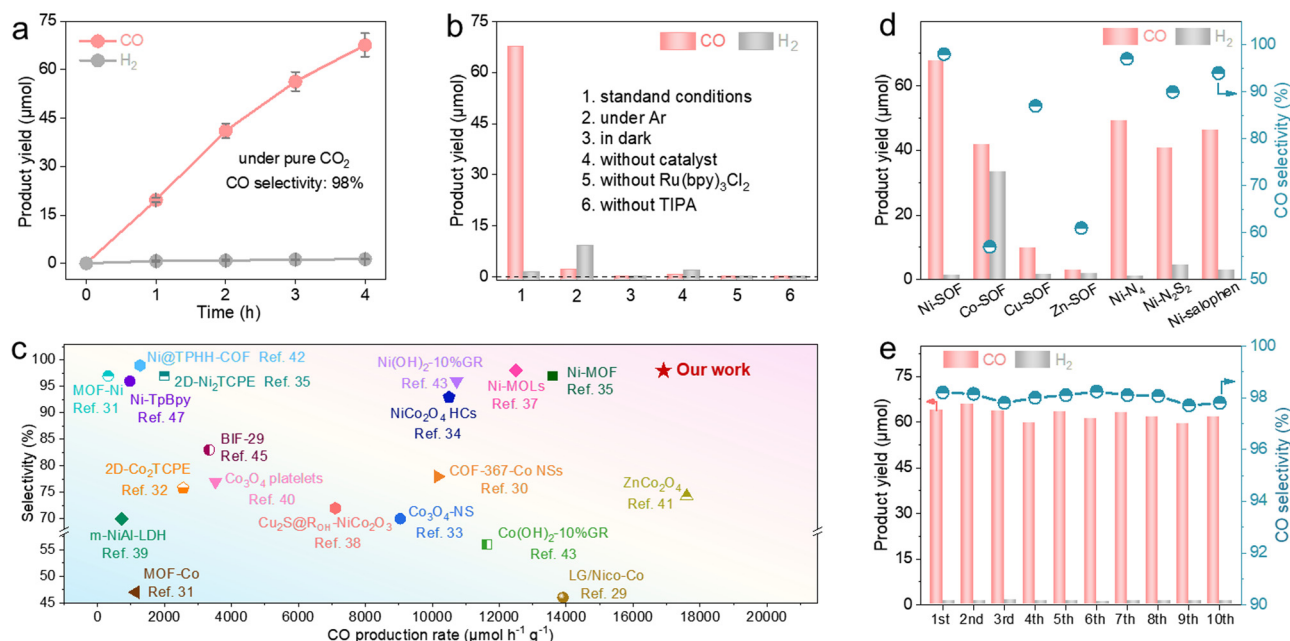 a
CO
H2
Product yield (μmol)
75
60
45
30
15
0
under pure CO2
CO selectivity: 98%
0 1 2 3 4
Time (h)
b
CO H2
Product yield (μmol)
75
60
45
30
15
0
1. standand conditions
2. under Ar
3. in dark
4. without catalyst
5. without Ru(bpy)3Cl2
6. without TIPA
1 2 3 4 5 6
d
CO H2
Product yield (μmol)
80
60
40
20
0
100
90
80
70
60
50
CO selectivity (%)
Ni-SOF Co-SOF Cu-SOF Zn-SOF Ni-N4 Ni-N2S2 Ni-salophen
c
Selectivity (%)
100
95
90
85
80
75
70
55
50
45
Ni@TPHH-COF Ref. 42
MOF-Ni
Ref. 31
2D-Ni2TCPE Ref. 35
Ni-TpBpy
Ref. 47
Ni(OH)2-10%GR
Ref. 43
NiCo2O4 HCs
Ref. 34
Ni-MOLs
Ref. 37
Ni-MOF
Ref. 35
Our work
BIF-29
Ref. 45
2D-Co2TCPE
Ref. 32
Co3O4 platelets
Ref. 40
COF-367-Co NSs
Ref. 30
ZnCo2O4
Ref. 41
m-NiAl-LDH
Ref. 39
Cu2S@ROH-NiCo2O3
Ref. 38
Co3O4-NS
Ref. 33
Co(OH)2-10%GR
Ref. 43
MOF-Co
Ref. 31
LG/Nico-Co
Ref. 29
0 2000 4000 6000 8000 10000 12000 14000 16000 18000 20000
CO production rate (μmol h-1 g-1)
e
CO H2
Product yield (μmol)
75
60
45
30
15
0
100
98
96
94
92
90
CO selectivity (%)
1st 2nd 3rd 4th 5th 6th 7th 8th 9th 10th